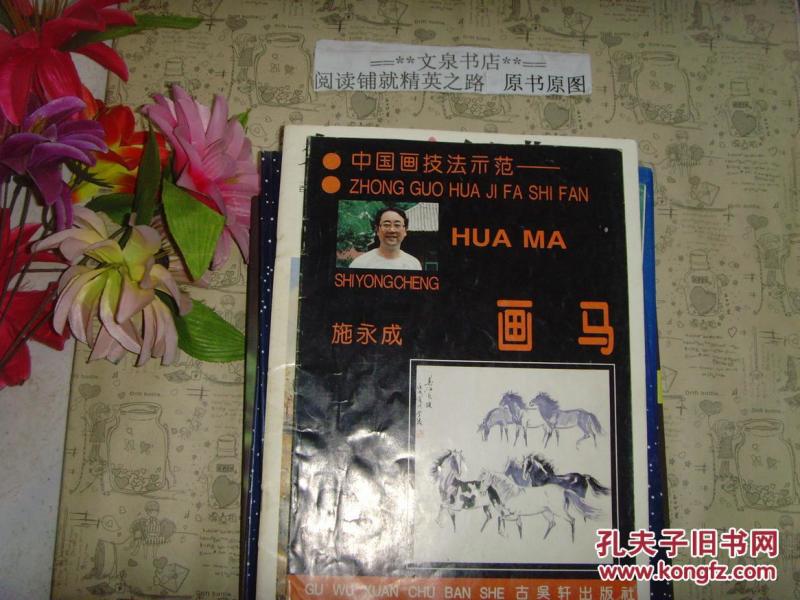 ==**文泉书店**==
阅读铺就精英之路 原书原图
中国画技法示范——
ZHONG GUO HUA JI FA SHI FAN
HUA MA
SHIYONGCHENG
施永成
画马
GU WU XUAN CHU BAN SHE 古吴轩出版社
孔夫子旧书网
www.kongfz.com